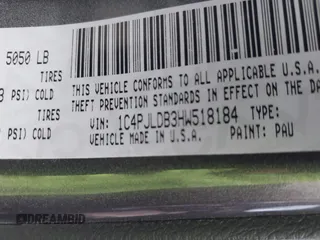 5050 LB
TIRES
PSI) COLD
TIRES
PSI) COLD
THIS VEHICLE CONFORMS TO ALL APPLICABLE U.S.A.
THEFT PREVENTION STANDARDS IN EFFECT ON THE DA
VIN: 1C4PJLDB3HW518184 TYPE:
VEHICLE MADE IN U.S.A. PAINT: PAU
DREAMBID